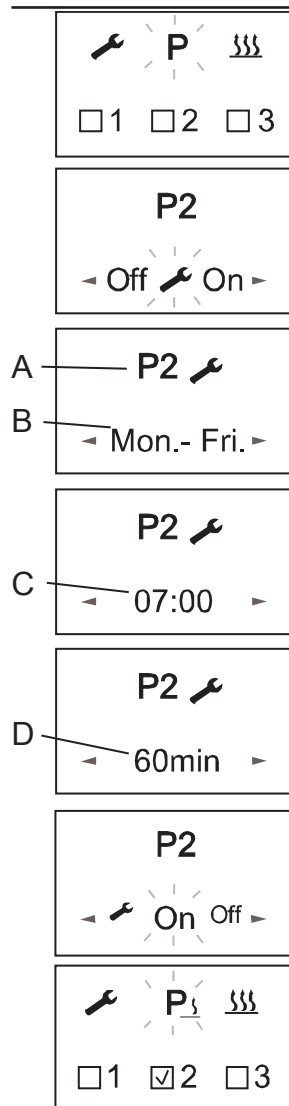 P
☐1 ☐2 ☐3
P2
Off On
A
P2
B
Mon.- Fri.
P2
C
07:00
P2
D
60min
P2
On Off
P
☐1 ☑2 ☐3